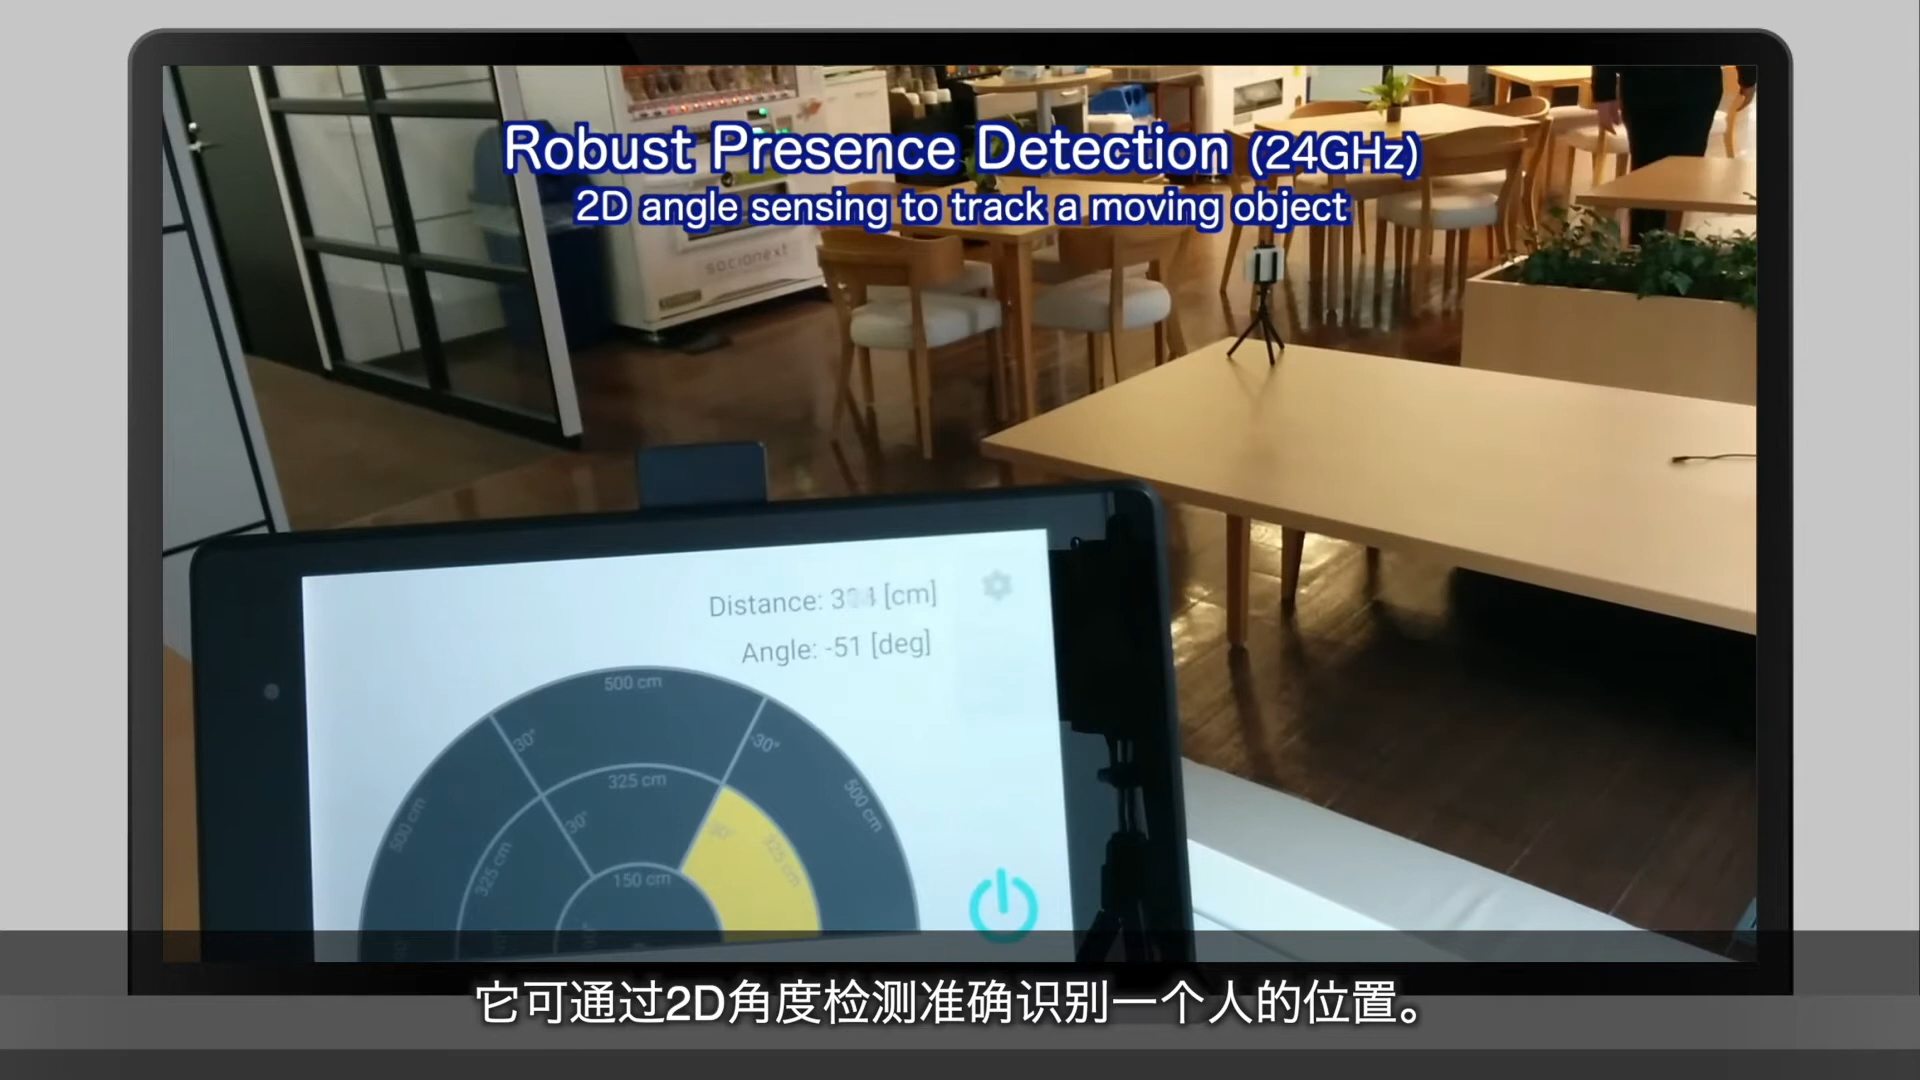 Robust Presence Detection (24GHz)
2D angle sensing to track a moving object
socionext
Distance: [cm]
Angle: -51 [deg]
500 cm
30°
-30°
500 cm
500 cm
325 cm
30°
325 cm
325 cm
150 cm
它可通过2D角度检测准确识别一个人的位置。